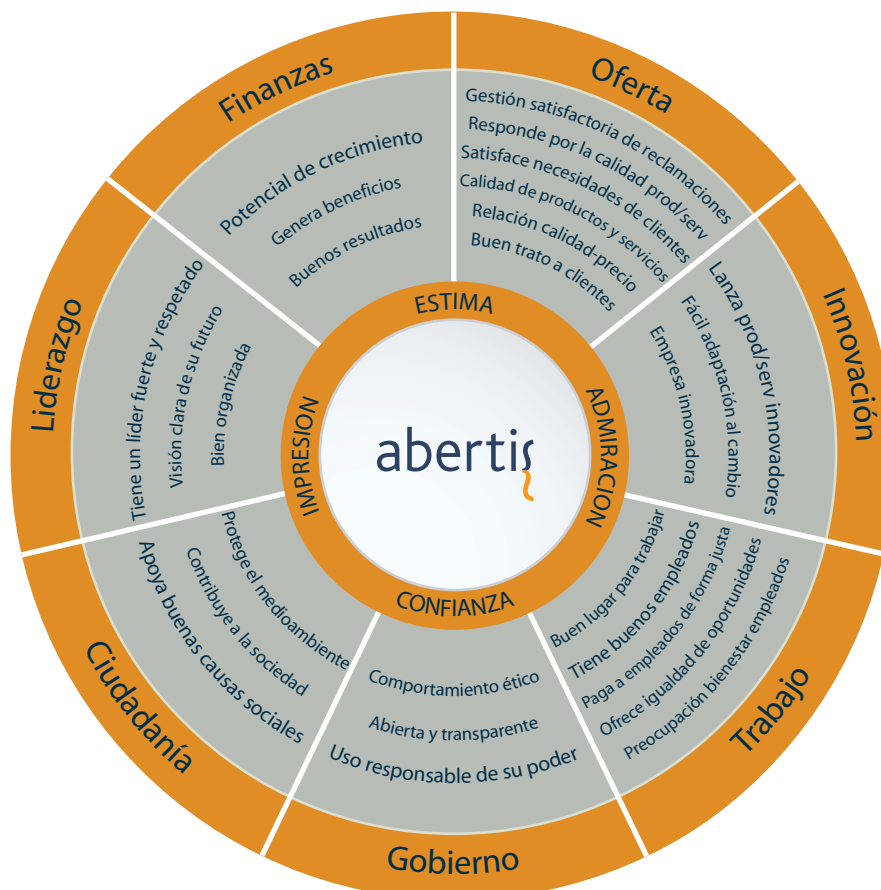 Finanzas
Potencial de crecimiento
Genera beneficios
Buenos resultados
Oferta
Gestión satisfactoria de reclamaciones
Responde por la calidad prod/serv
Satisface necesidades de clientes
Calidad de productos y servicios
Relación calidad-precio
Buen trato a clientes
Innovación
Lanza prod/serv innovadores
Fácil adaptación al cambio
Empresa innovadora
Trabajo
Buen lugar para trabajar
Tiene buenos empleados
Paga a empleados de forma justa
Ofrece igualdad de oportunidades
Preocupación bienestar empleados
Gobierno
Comportamiento ético
Abierta y transparente
Uso responsable de su poder
Ciudadanía
Protege el medioambiente
Contribuye a la sociedad
Apoya buenas causas sociales
Liderazgo
Tiene un líder fuerte y respetado
Visión clara de su futuro
Bien organizada
ESTIMA
ADMIRACION
CONFIANZA
IMPRESION
abertis